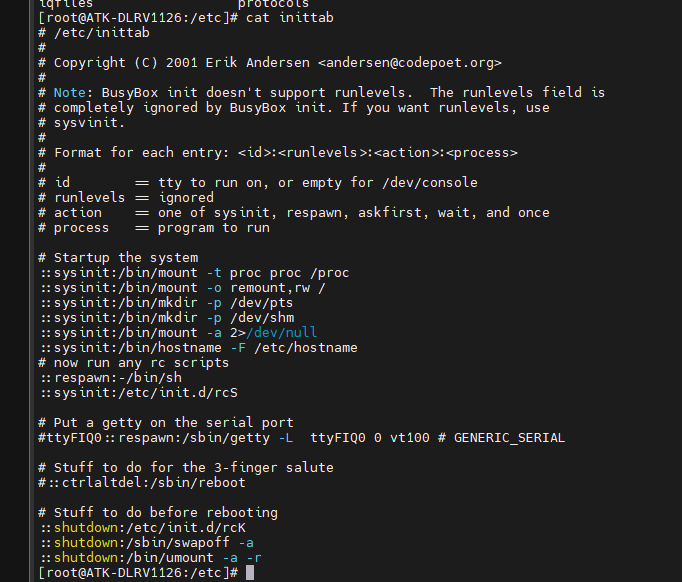 iqfiles                  protocols
[root@ATK-DLRV1126:/etc]# cat inittab
# /etc/inittab
#
# Copyright (C) 2001 Erik Andersen <andersen@codepoet.org>
#
# Note: BusyBox init doesn't support runlevels.  The runlevels field is
# completely ignored by BusyBox init. If you want runlevels, use
# sysvinit.
#
# Format for each entry: <id>:<runlevels>:<action>:<process>
#
# id        == tty to run on, or empty for /dev/console
# runlevels == ignored
# action    == one of sysinit, respawn, askfirst, wait, and once
# process   == program to run

# Startup the system
::sysinit:/bin/mount -t proc proc /proc
::sysinit:/bin/mount -o remount,rw /
::sysinit:/bin/mkdir -p /dev/pts
::sysinit:/bin/mkdir -p /dev/shm
::sysinit:/bin/mount -a 2>/dev/null
::sysinit:/bin/hostname -F /etc/hostname
# now run any rc scripts
::respawn:-/bin/sh
::sysinit:/etc/init.d/rcS

# Put a getty on the serial port
#ttyFIQ0::respawn:/sbin/getty -L  ttyFIQ0 0 vt100 # GENERIC_SERIAL

# Stuff to do for the 3-finger salute
#::ctrlaltdel:/sbin/reboot

# Stuff to do before rebooting
::shutdown:/etc/init.d/rcK
::shutdown:/sbin/swapoff -a
::shutdown:/bin/umount -a -r
[root@ATK-DLRV1126:/etc]#